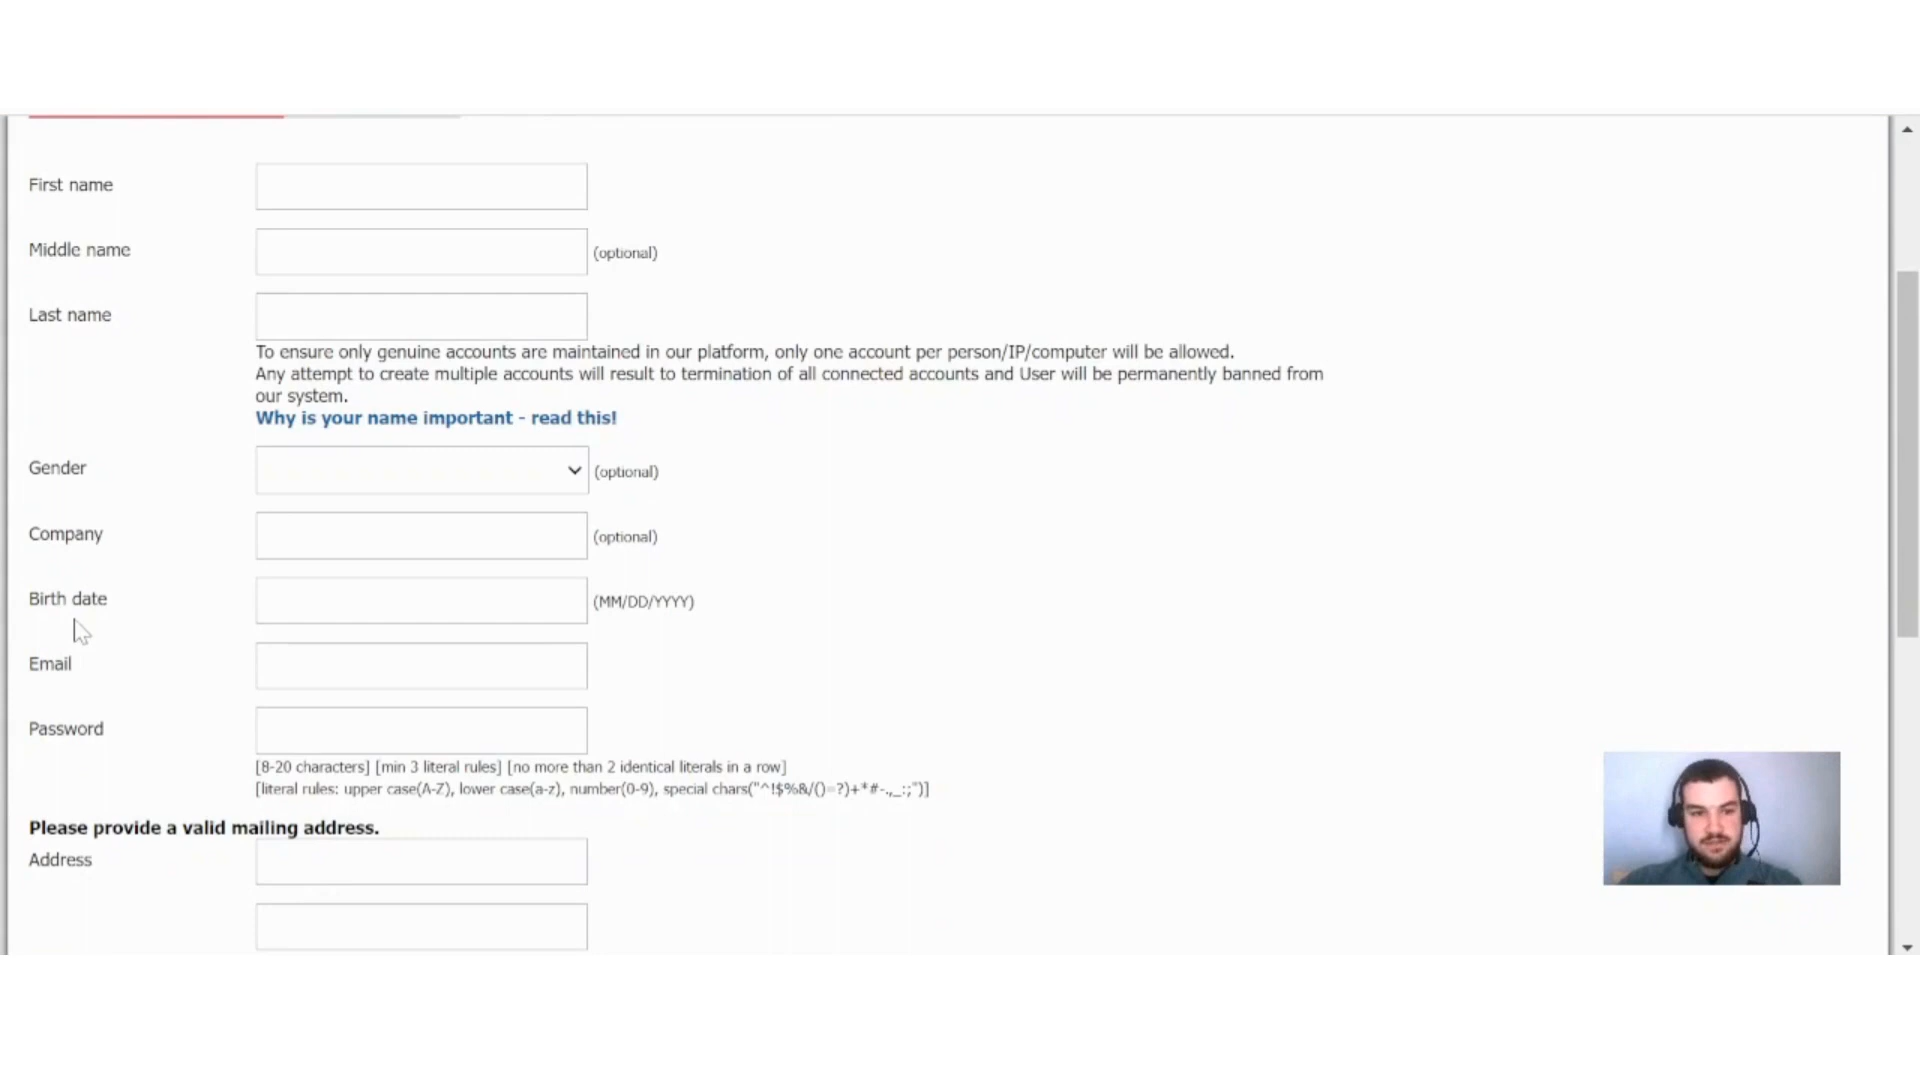 First name
Middle name (optional)
Last name
To ensure only genuine accounts are maintained in our platform, only one account per person/IP/computer will be allowed.
Any attempt to create multiple accounts will result to termination of all connected accounts and User will be permanently banned from
our system.
Why is your name important - read this!
Gender (optional)
Company (optional)
Birth date (MM/DD/YYYY)
Email
Password
[8-20 characters] [min 3 literal rules] [no more than 2 identical literals in a row]
[literal rules: upper case(A-Z), lower case(a-z), number(0-9), special chars("^!$%&/()=?)+*#-.,_:;")]
Please provide a valid mailing address.
Address